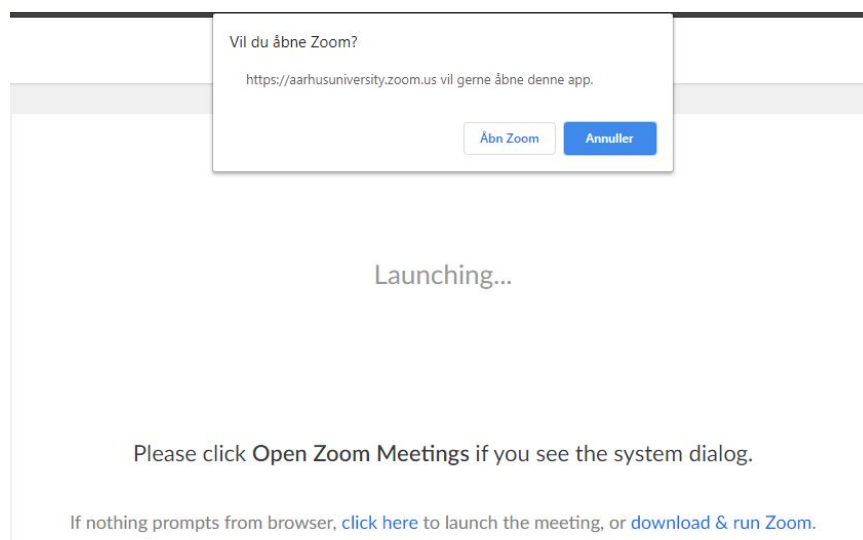 Vil du åbne Zoom?
https://aarhusuniversity.zoom.us vil gerne åbne denne app.
Åbn Zoom
Annuller
Launching...
Please click Open Zoom Meetings if you see the system dialog.
If nothing prompts from browser, click here to launch the meeting, or download & run Zoom.